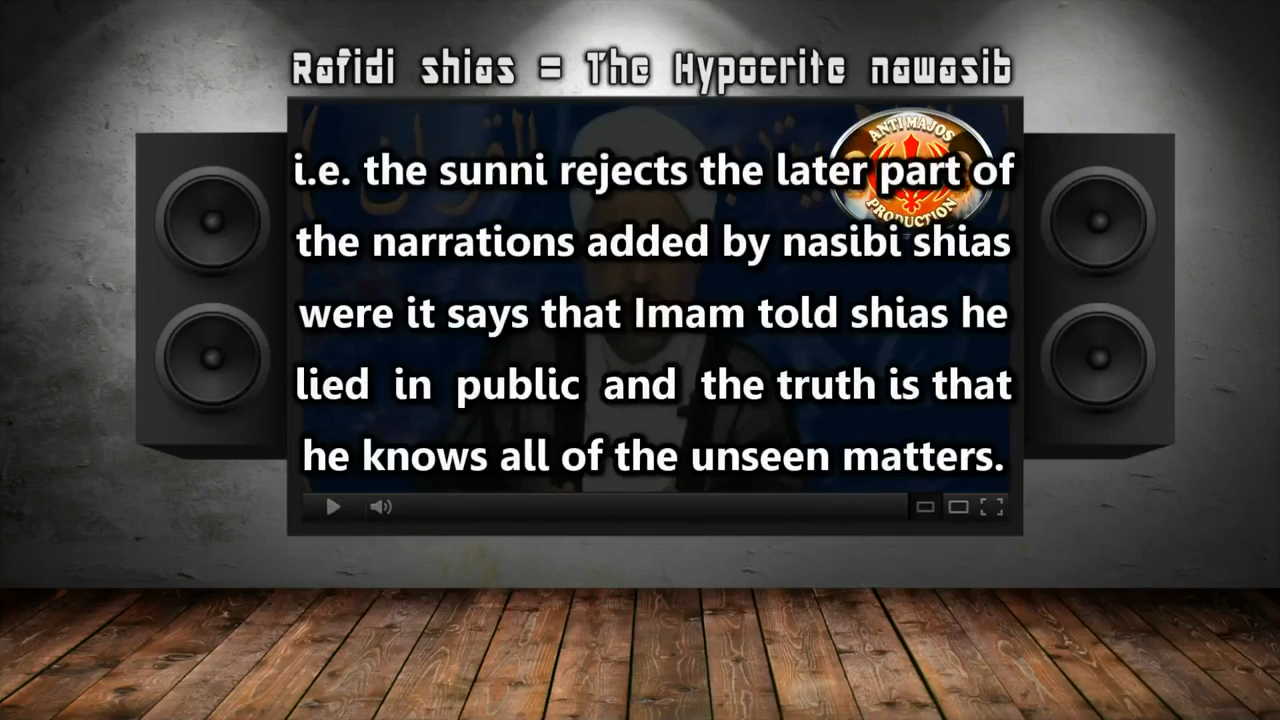 Rafidi shias = The Hypocrite nawasib
ANTI MAJOS
PRODUCTION
i.e. the sunni rejects the later part of
the narrations added by nasibi shias
were it says that Imam told shias he
lied in public and the truth is that
he knows all of the unseen matters.
القرآن